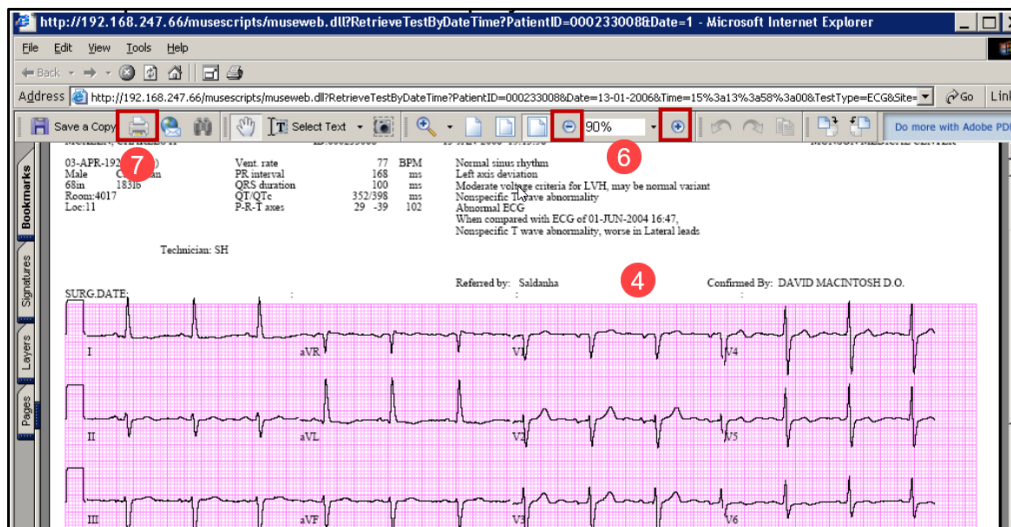 http://192.168.247.66/musescripts/museweb.dll?RetrieveTestByDateTime?PatientID=000233008&Date=1 - Microsoft Internet Explorer
File Edit View Tools Help
Back
Address http://192.168.247.66/musescripts/museweb.dll?RetrieveTestByDateTime?PatientID=000233008&Date=13-01-2006&Time=15%3a13%3a58%3a00&TestType=ECG&Site= Go Link
Save a Copy Select Text 90% Do more with Adobe PDF
7 6
03-APR-192 Vent. rate 77 BPM Normal sinus rhythm
Male PR interval 168 ms Left axis deviation
68in 183lb QRS duration 100 ms Moderate voltage criteria for LVH, may be normal variant
Room:4017 QT/QTc 352/398 ms Nonspecific T wave abnormality
Loc:11 P-R-T axes 29 -39 102 Abnormal ECG
When compared with ECG of 01-JUN-2004 16:47,
Nonspecific T wave abnormality, worse in Lateral leads
Technician: SH
Referred by: Saldanha 4 Confirmed By: DAVID MACINTOSH D.O.
SURG.DATE: : : :
I aVR V1 V4
II aVL V2 V5
III aVF V3 V6
Bookmarks
Signatures
Layers
Pages